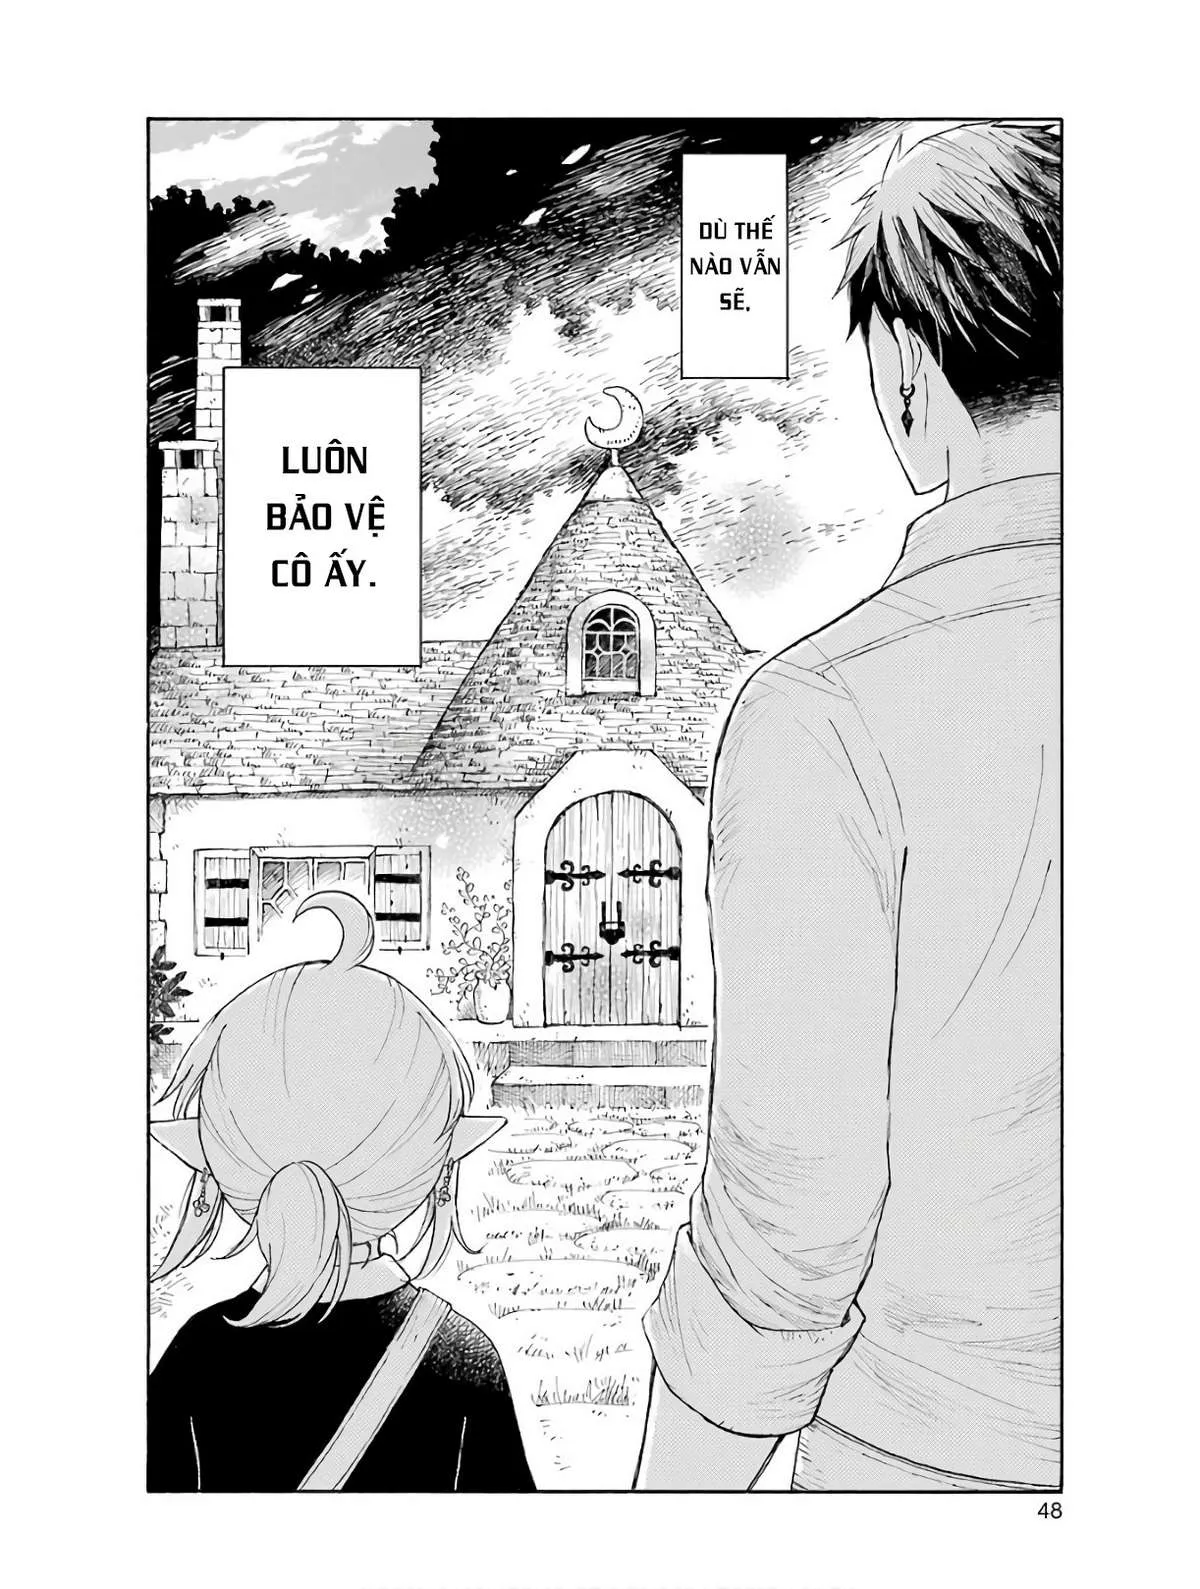 DÙ THẾ
NÀO VẪN
SẼ,
LUÔN
BẢO VỆ
CÔ ẤY.
48